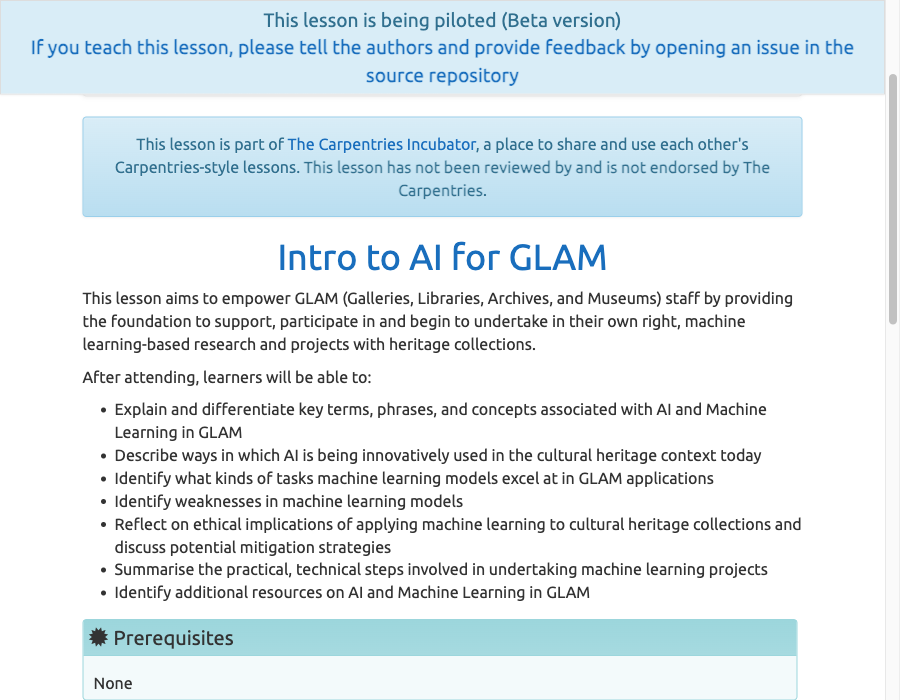 This lesson is being piloted (Beta version)
If you teach this lesson, please tell the authors and provide feedback by opening an issue in the
source repository
This lesson is part of The Carpentries Incubator, a place to share and use each other's
Carpentries-style lessons. This lesson has not been reviewed by and is not endorsed by The
Carpentries.
Intro to AI for GLAM
This lesson aims to empower GLAM (Galleries, Libraries, Archives, and Museums) staff by providing
the foundation to support, participate in and begin to undertake in their own right, machine
learning-based research and projects with heritage collections.
After attending, learners will be able to:
• Explain and differentiate key terms, phrases, and concepts associated with AI and Machine
Learning in GLAM
• Describe ways in which AI is being innovatively used in the cultural heritage context today
• Identify what kinds of tasks machine learning models excel at in GLAM applications
• Identify weaknesses in machine learning models
• Reflect on ethical implications of applying machine learning to cultural heritage collections and
discuss potential mitigation strategies
• Summarise the practical, technical steps involved in undertaking machine learning projects
• Identify additional resources on AI and Machine Learning in GLAM
Prerequisites
None